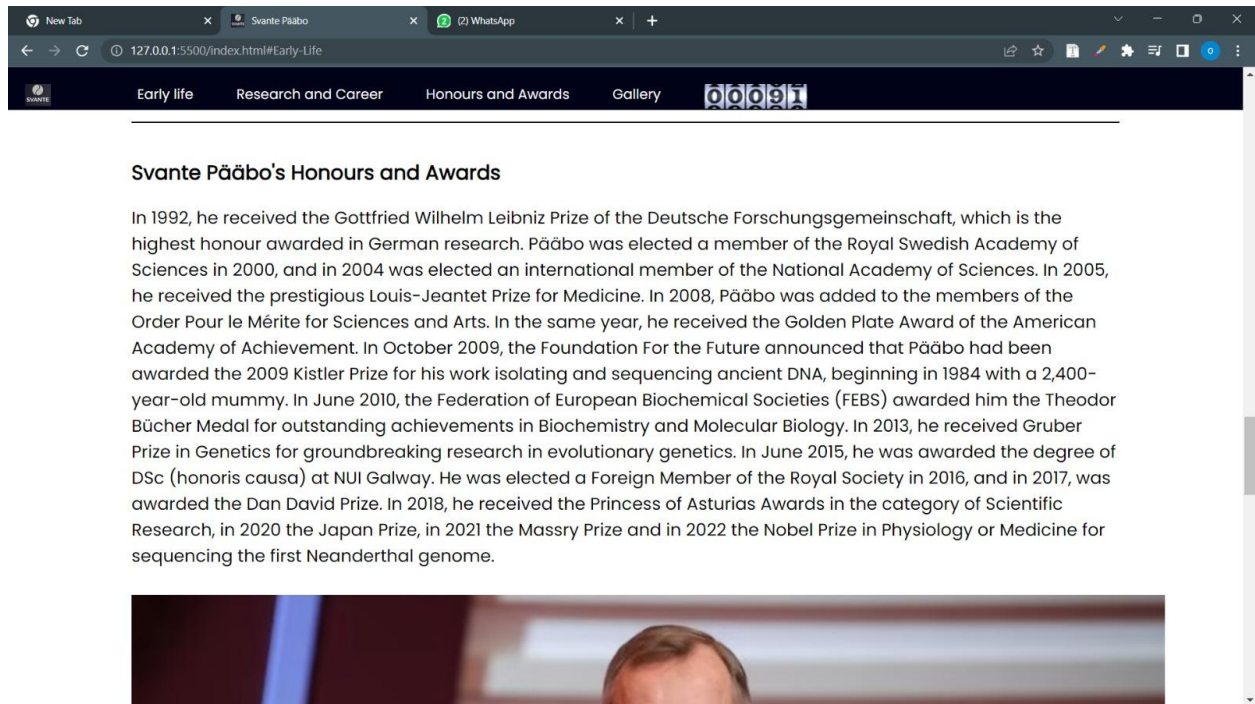 New Tab
Svante Pääbo
(2) WhatsApp
127.0.0.1:5500/index.html#Early-Life
SVANTE
Early life
Research and Career
Honours and Awards
Gallery
00091
Svante Pääbo's Honours and Awards
In 1992, he received the Gottfried Wilhelm Leibniz Prize of the Deutsche Forschungsgemeinschaft, which is the
highest honour awarded in German research. Pääbo was elected a member of the Royal Swedish Academy of
Sciences in 2000, and in 2004 was elected an international member of the National Academy of Sciences. In 2005,
he received the prestigious Louis-Jeantet Prize for Medicine. In 2008, Pääbo was added to the members of the
Order Pour le Mérite for Sciences and Arts. In the same year, he received the Golden Plate Award of the American
Academy of Achievement. In October 2009, the Foundation For the Future announced that Pääbo had been
awarded the 2009 Kistler Prize for his work isolating and sequencing ancient DNA, beginning in 1984 with a 2,400-
year-old mummy. In June 2010, the Federation of European Biochemical Societies (FEBS) awarded him the Theodor
Bücher Medal for outstanding achievements in Biochemistry and Molecular Biology. In 2013, he received Gruber
Prize in Genetics for groundbreaking research in evolutionary genetics. In June 2015, he was awarded the degree of
DSc (honoris causa) at NUI Galway. He was elected a Foreign Member of the Royal Society in 2016, and in 2017, was
awarded the Dan David Prize. In 2018, he received the Princess of Asturias Awards in the category of Scientific
Research, in 2020 the Japan Prize, in 2021 the Massry Prize and in 2022 the Nobel Prize in Physiology or Medicine for
sequencing the first Neanderthal genome.